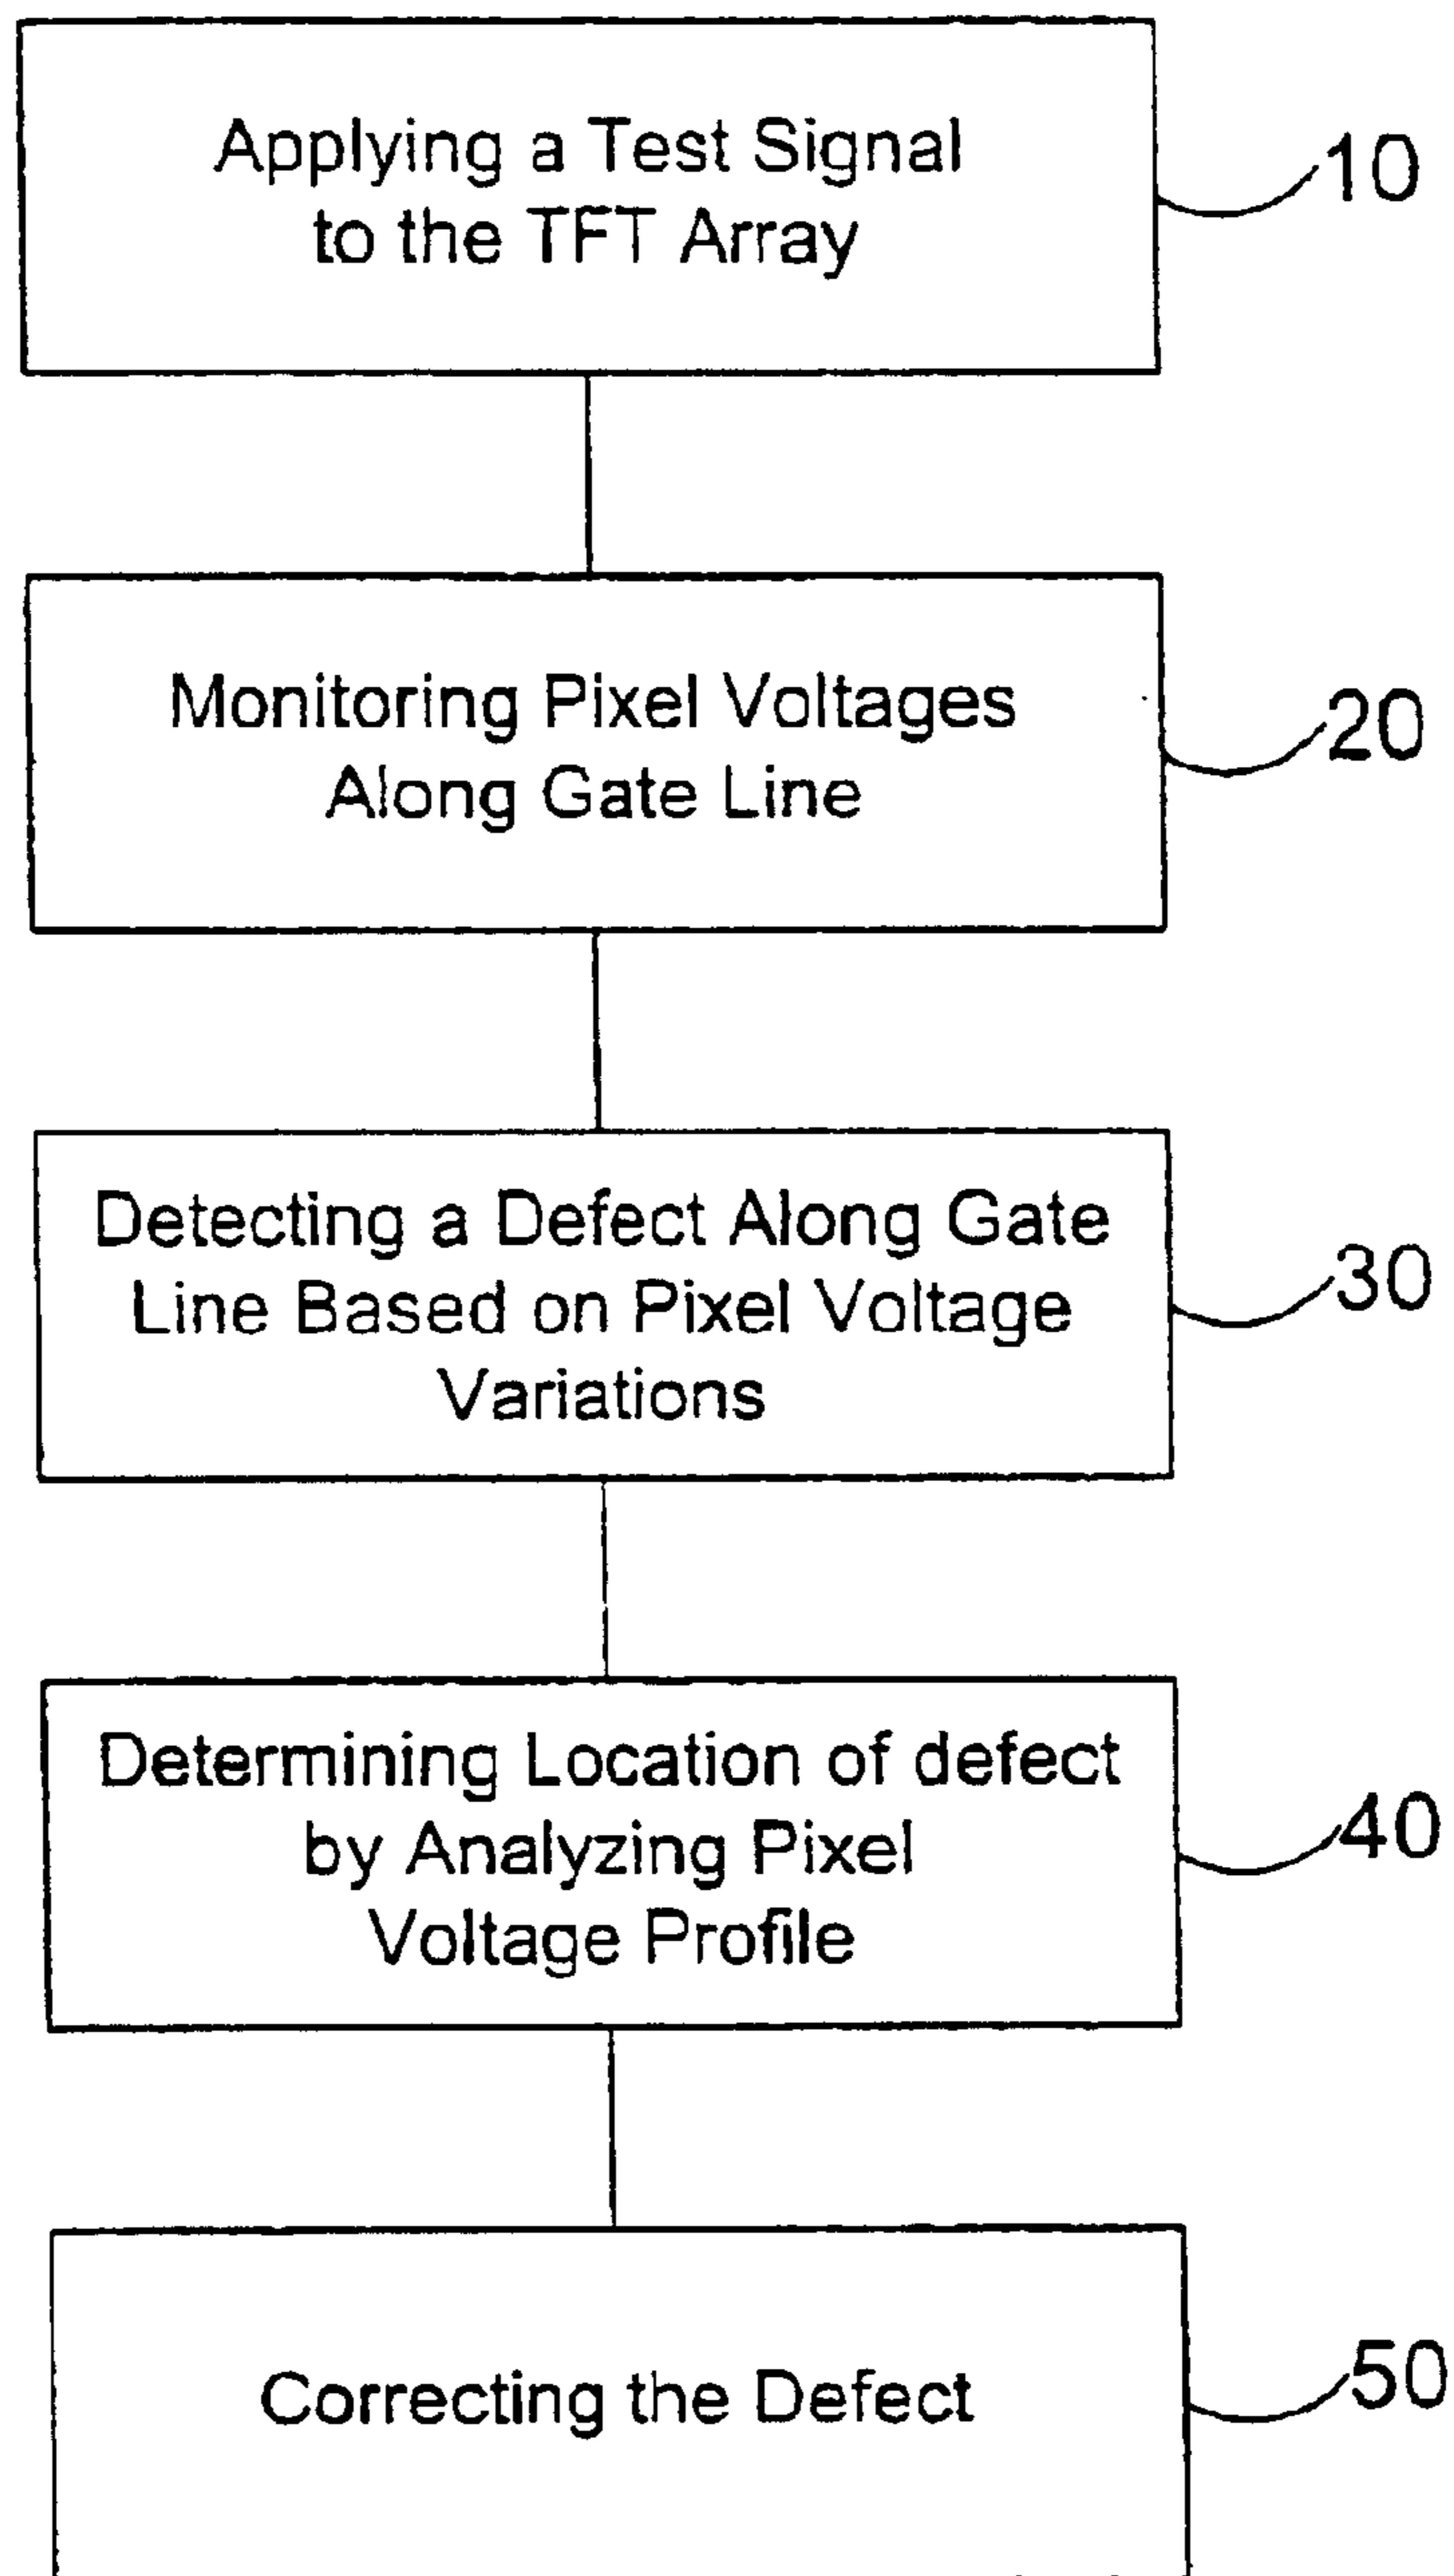 Applying a Test Signal
to the TFT Array
10
Monitoring Pixel Voltages
Along Gate Line
20
Detecting a Defect Along Gate
Line Based on Pixel Voltage
Variations
30
Determining Location of defect
by Analyzing Pixel
Voltage Profile
40
Correcting the Defect
50